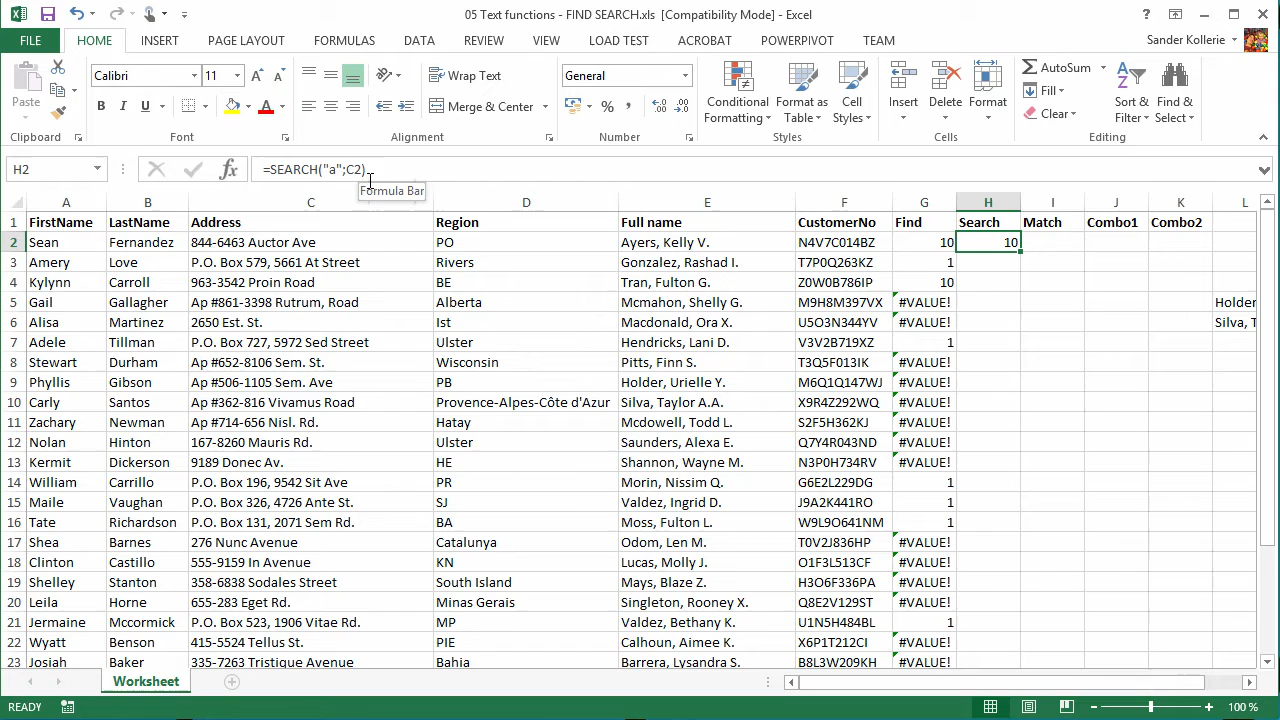 05 Text functions - FIND SEARCH.xls [Compatibility Mode] - Excel
FILE HOME INSERT PAGE LAYOUT FORMULAS DATA REVIEW VIEW LOAD TEST ACROBAT POWERPIVOT TEAM Sander Kollerie
Paste Calibri 11 Wrap Text General Conditional Formatting Format as Table Cell Styles Insert Delete Format AutoSum Sort & Filter Find & Select
B I U A Merge & Center % , Fill
Clear
Clipboard Font Alignment Number Styles Cells Editing
H2 fx =SEARCH("a";C2)
Formula Bar
A B C D E F G H I J K L
1 FirstName LastName Address Region Full name CustomerNo Find Search Match Combo1 Combo2
2 Sean Fernandez 844-6463 Auctor Ave PO Ayers, Kelly V. N4V7C014BZ 10 10
3 Amery Love P.O. Box 579, 5661 At Street Rivers Gonzalez, Rashad I. T7P0Q263KZ 1
4 Kylynn Carroll 963-3542 Proin Road BE Tran, Fulton G. Z0W0B786IP 10
5 Gail Gallagher Ap #861-3398 Rutrum, Road Alberta Mcmahon, Shelly G. M9H8M397VX #VALUE! Holder
6 Alisa Martinez 2650 Est. St. Ist Macdonald, Ora X. U5O3N344YV #VALUE! Silva, T
7 Adele Tillman P.O. Box 727, 5972 Sed Street Ulster Hendricks, Lani D. V3V2B719XZ 1
8 Stewart Durham Ap #652-8106 Sem. St. Wisconsin Pitts, Finn S. T3Q5F013IK #VALUE!
9 Phyllis Gibson Ap #506-1105 Sem. Ave PB Holder, Urielle Y. M6Q1Q147WJ #VALUE!
10 Carly Santos Ap #362-816 Vivamus Road Provence-Alpes-Côte d'Azur Silva, Taylor A.A. X9R4Z292WQ #VALUE!
11 Zachary Newman Ap #714-656 Nisl. Rd. Hatay Mcdowell, Todd L. S2F5H362KJ #VALUE!
12 Nolan Hinton 167-8260 Mauris Rd. Ulster Saunders, Alexa E. Q7Y4R043ND #VALUE!
13 Kermit Dickerson 9189 Donec Av. HE Shannon, Wayne M. N3P0H734RV #VALUE!
14 William Carrillo P.O. Box 196, 9542 Sit Ave PR Morin, Nissim Q. G6E2L229DG 1
15 Maile Vaughan P.O. Box 326, 4726 Ante St. SJ Valdez, Ingrid D. J9A2K441RO 1
16 Tate Richardson P.O. Box 131, 2071 Sem Rd. BA Moss, Fulton L. W9L9O641NM 1
17 Shea Barnes 276 Nunc Avenue Catalunya Odom, Len M. T0V2J836HP #VALUE!
18 Clinton Castillo 555-9159 In Avenue KN Lucas, Molly J. O1F3L513CF #VALUE!
19 Shelley Stanton 358-6838 Sodales Street South Island Mays, Blaze Z. H3O6F336PA #VALUE!
20 Leila Horne 655-283 Eget Rd. Minas Gerais Singleton, Rooney X. Q8E2V129ST #VALUE!
21 Jermaine Mccormick P.O. Box 523, 1906 Vitae Rd. MP Valdez, Bethany K. U1N5H484BL 1
22 Wyatt Benson 415-5524 Tellus St. PIE Calhoun, Aimee K. X6P1T212CI #VALUE!
23 Josiah Baker 335-7263 Tristique Avenue Bahia Barrera, Lysandra G. B8L3W209KH #VALUE!
Worksheet
READY 100 %